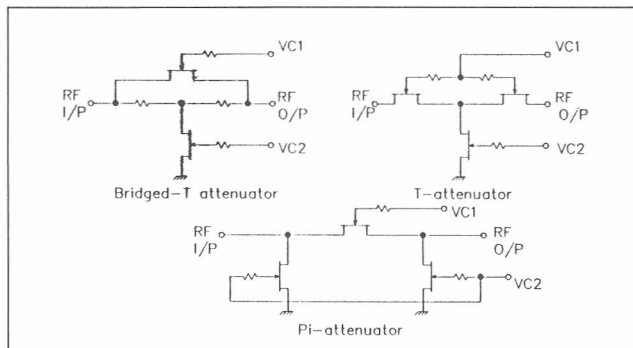 VC1
RF
I/P
RF
O/P
VC2
Bridged-T attenuator
VC1
RF
I/P
RF
O/P
VC2
T-attenuator
VC1
RF
I/P
RF
O/P
VC2
Pi-attenuator